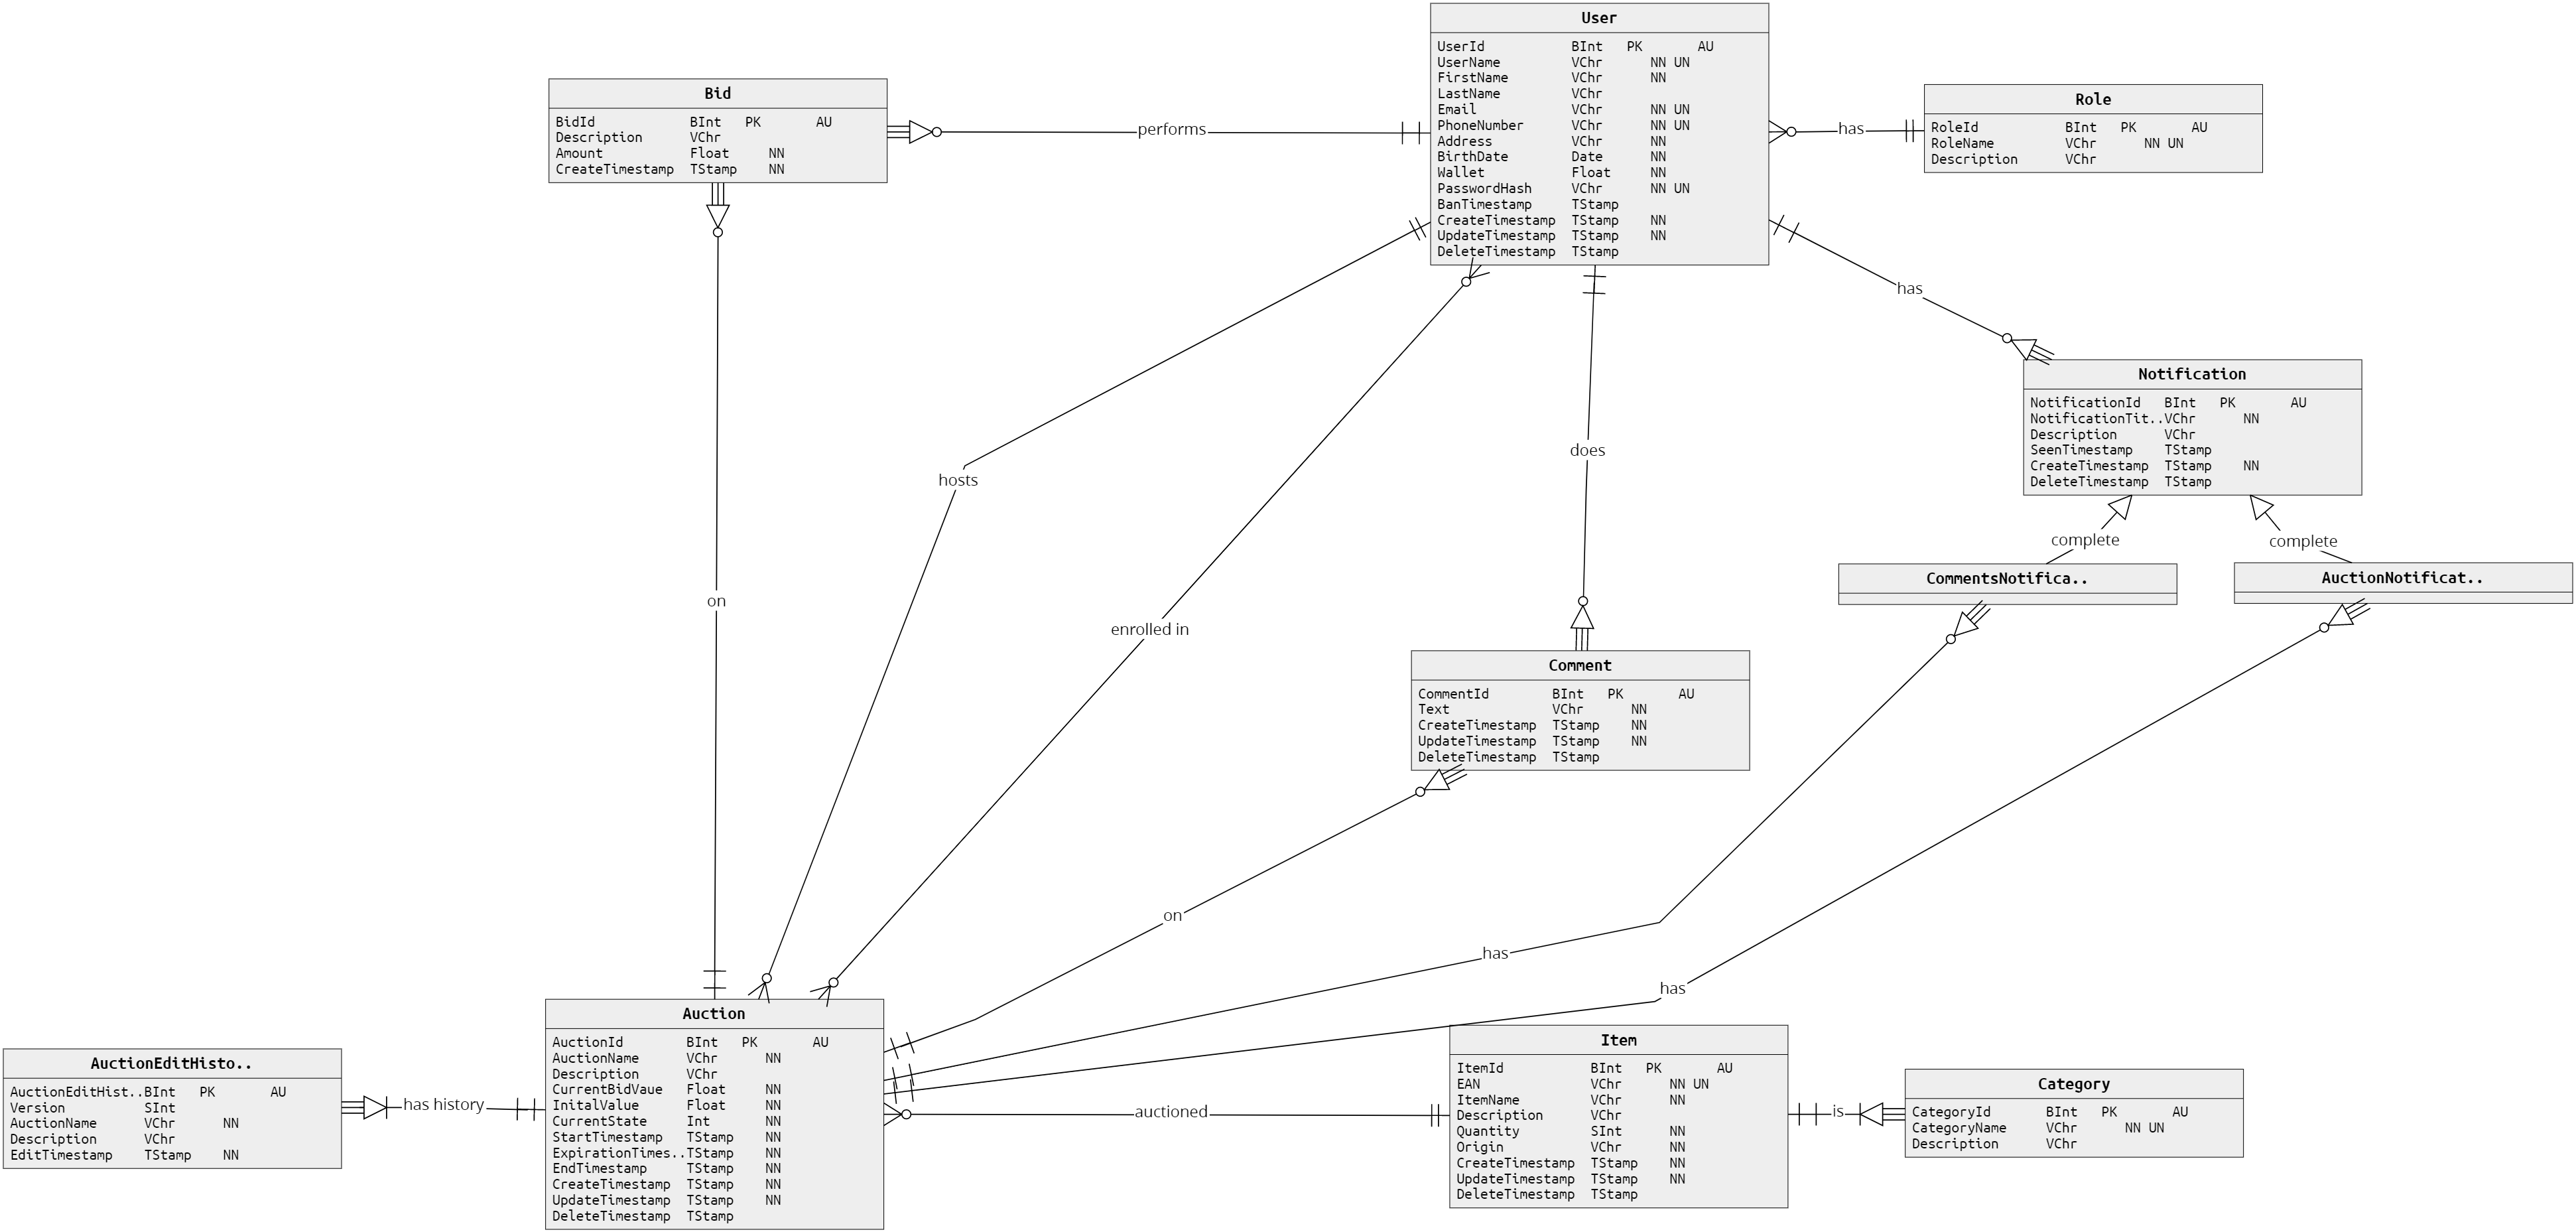 User
UserId BInt PK AU
UserName VChr NN UN
FirstName VChr NN
LastName VChr
Email VChr NN UN
PhoneNumber VChr NN UN
Address VChr NN
BirthDate Date NN
Wallet Float NN
PasswordHash VChr NN UN
BanTimestamp TStamp
CreateTimestamp TStamp NN
UpdateTimestamp TStamp NN
DeleteTimestamp TStamp
Bid
BidId BInt PK AU
Description VChr
Amount Float NN
CreateTimestamp TStamp NN
performs
has
Role
RoleId BInt PK AU
RoleName VChr NN UN
Description VChr
has
Notification
NotificationId BInt PK AU
NotificationTit..VChr NN
Description VChr
SeenTimestamp TStamp
CreateTimestamp TStamp NN
DeleteTimestamp TStamp
does
hosts
complete
complete
CommentsNotifica..
AuctionNotificat..
on
enrolled in
Comment
CommentId BInt PK AU
Text VChr NN
CreateTimestamp TStamp NN
UpdateTimestamp TStamp NN
DeleteTimestamp TStamp
on
has
has
Auction
AuctionId BInt PK AU
AuctionName VChr NN
Description VChr
CurrentBidVaue Float NN
InitalValue Float NN
CurrentState Int NN
StartTimestamp TStamp NN
ExpirationTimes..TStamp NN
EndTimestamp TStamp NN
CreateTimestamp TStamp NN
UpdateTimestamp TStamp NN
DeleteTimestamp TStamp
AuctionEditHisto..
AuctionEditHist..BInt PK AU
Version SInt
AuctionName VChr NN
Description VChr
EditTimestamp TStamp NN
has history
auctioned
Item
ItemId BInt PK AU
EAN VChr NN UN
ItemName VChr NN
Description VChr
Quantity SInt NN
Origin VChr NN
CreateTimestamp TStamp NN
UpdateTimestamp TStamp NN
DeleteTimestamp TStamp
is
Category
CategoryId BInt PK AU
CategoryName VChr NN UN
Description VChr